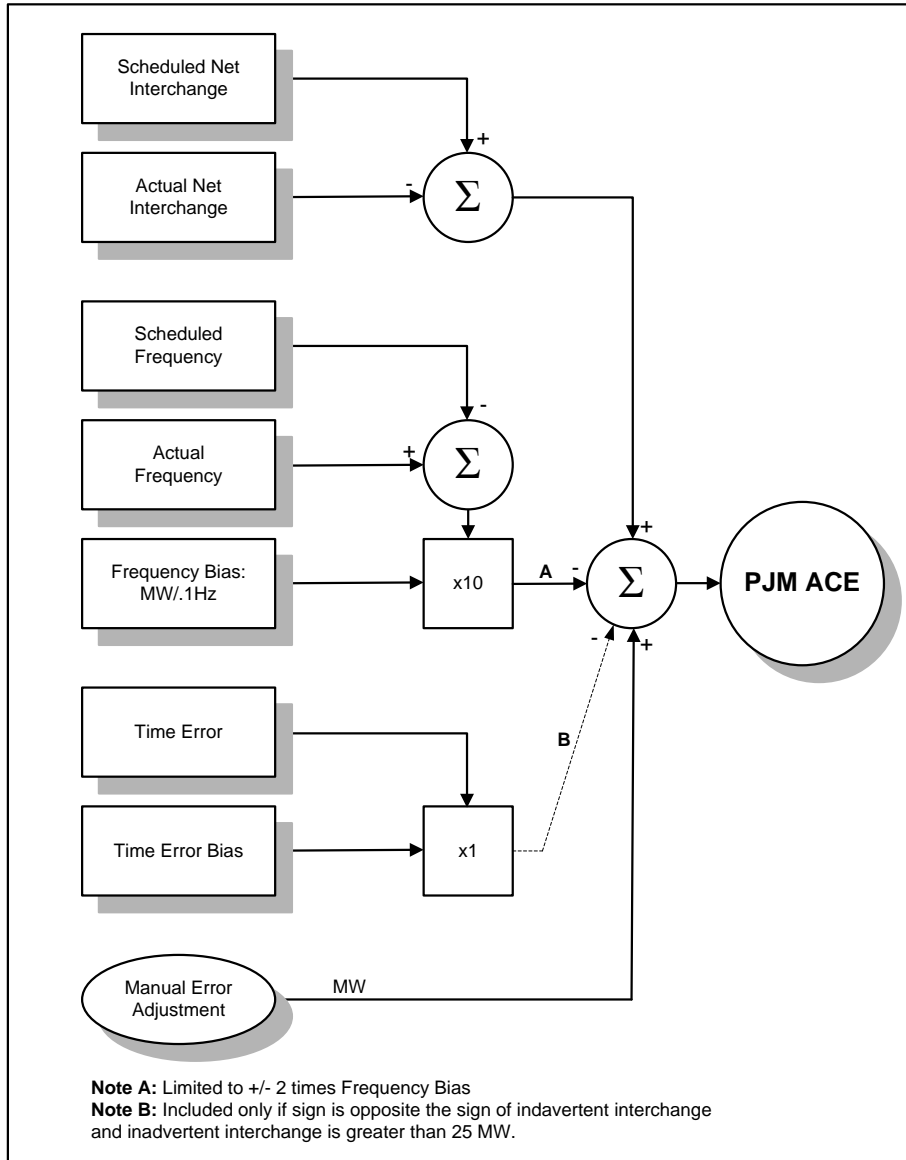 Scheduled Net
Interchange
+
Actual Net
Interchange
-
Σ
Scheduled
Frequency
-
Actual
Frequency
+
Σ
Frequency Bias:
MW/.1Hz
x10
A
-
+
Σ
-
+
PJM ACE
Time Error
B
Time Error Bias
x1
Manual Error
Adjustment
MW
Note A: Limited to +/- 2 times Frequency Bias
Note B: Included only if sign is opposite the sign of indavertent interchange
and inadvertent interchange is greater than 25 MW.